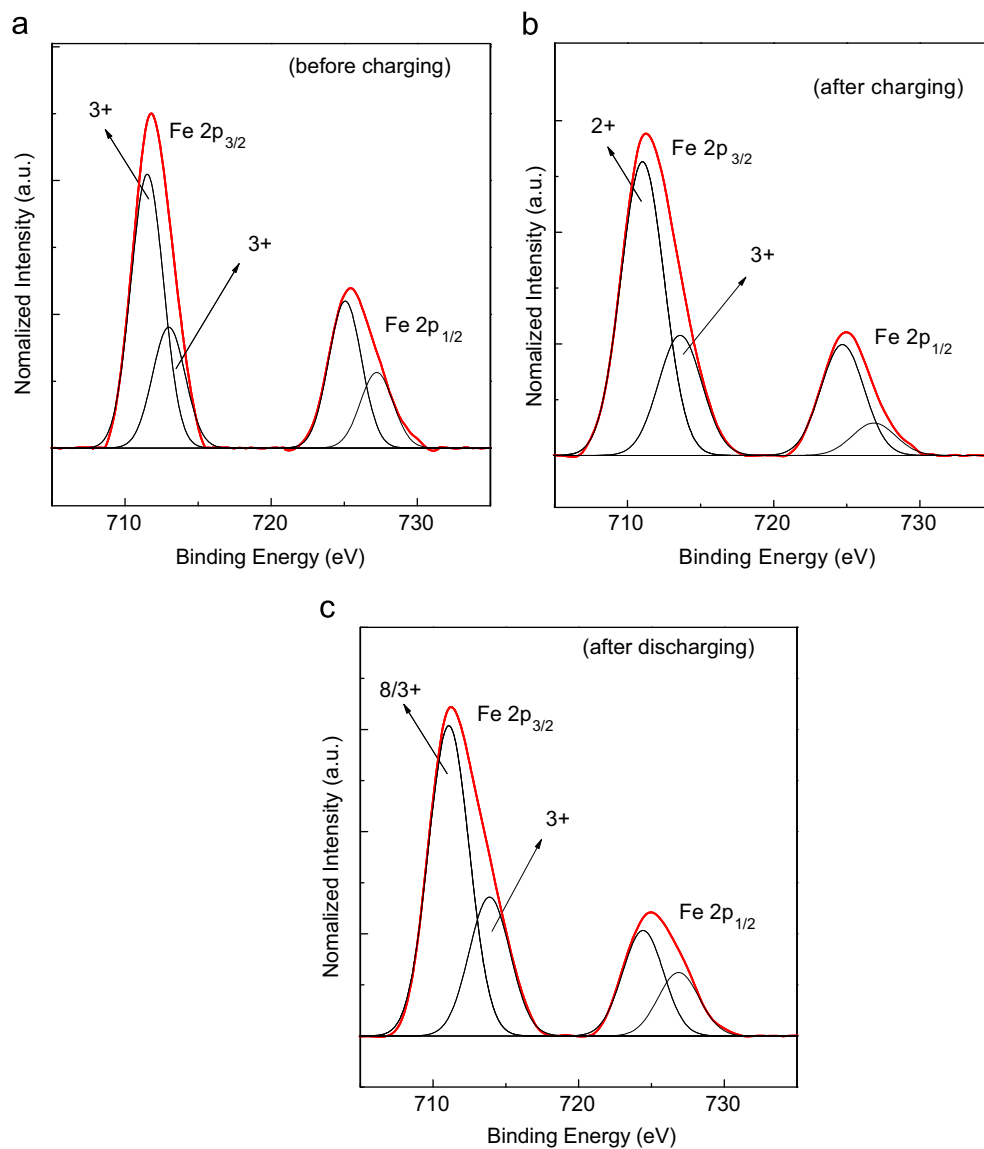 a
(before charging)
3+
Fe 2p3/2
3+
Fe 2p1/2
Nomalized Intensity (a.u.)
710 720 730
Binding Energy (eV)
b
(after charging)
2+
Fe 2p3/2
3+
Fe 2p1/2
Nomalized Intensity (a.u.)
710 720 730
Binding Energy (eV)
c
(after discharging)
8/3+
Fe 2p3/2
3+
Fe 2p1/2
Nomalized Intensity (a.u.)
710 720 730
Binding Energy (eV)